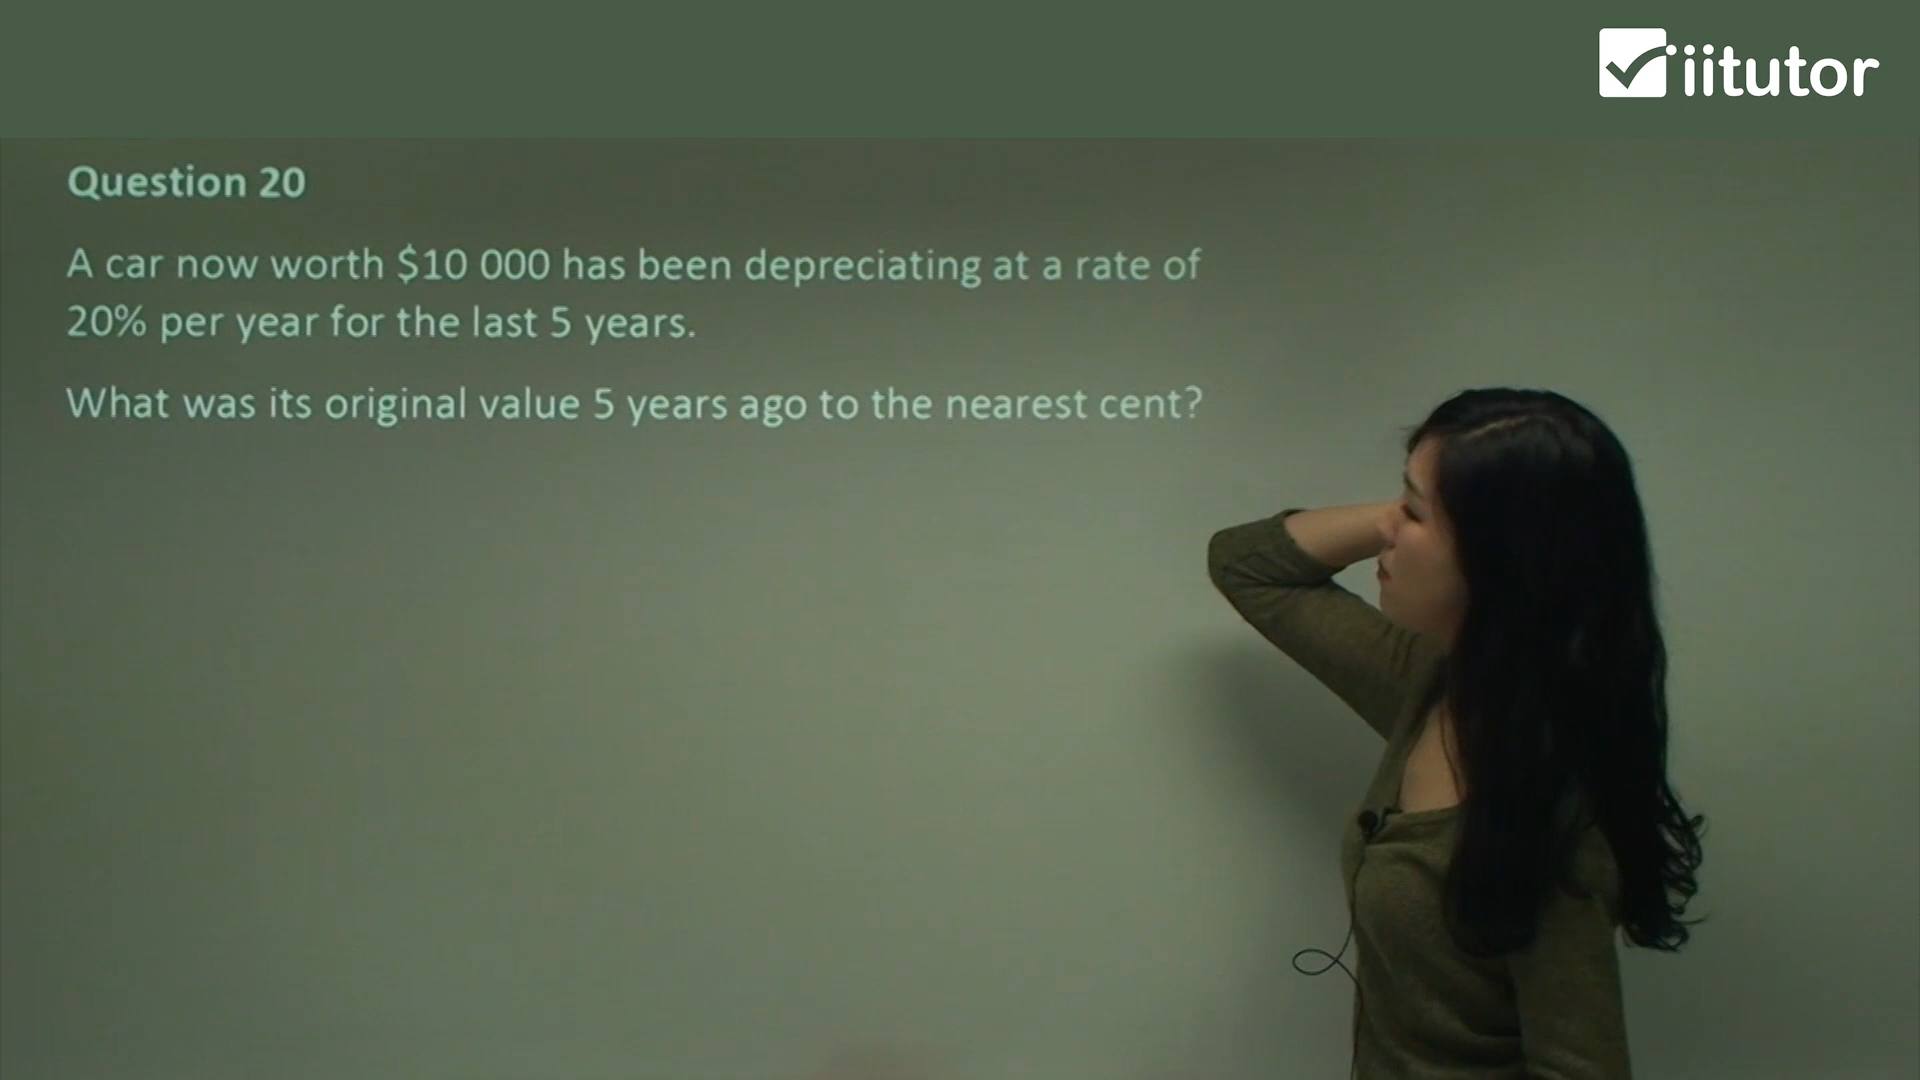 iitutor
Question 20
A car now worth $10 000 has been depreciating at a rate of
20% per year for the last 5 years.
What was its original value 5 years ago to the nearest cent?